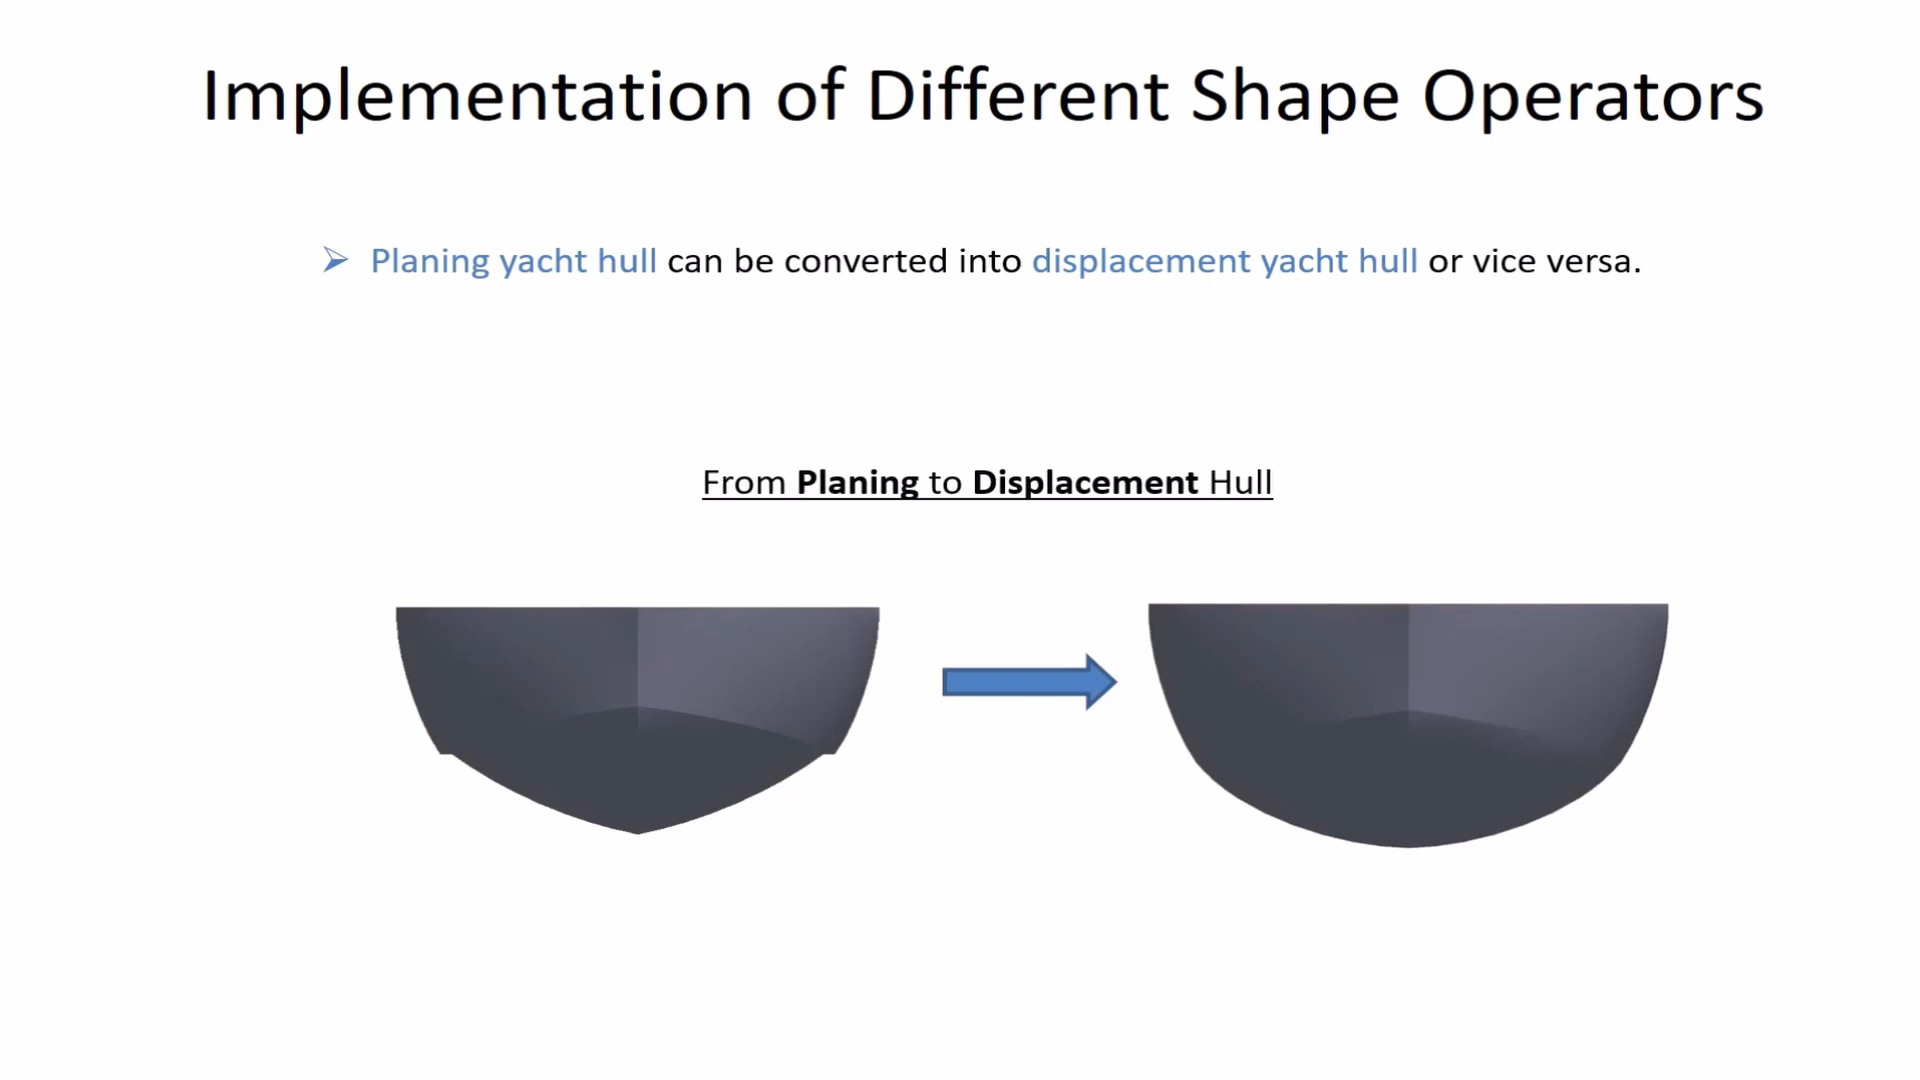 Implementation of Different Shape Operators
Planing yacht hull can be converted into displacement yacht hull or vice versa.
From Planing to Displacement Hull